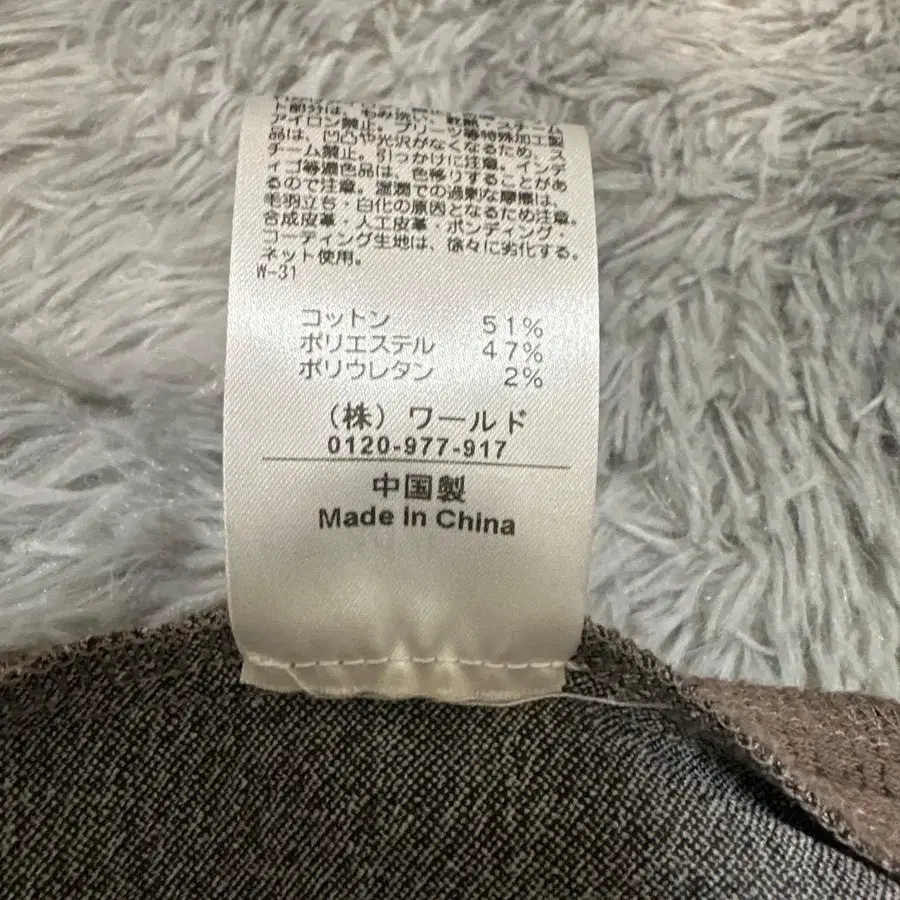 ト部分は、もみ洗い、乾熱・スチーム
アイロン禁止。プリーツ等特殊加工製
品は、凹凸や光沢がなくなるため、ス
チーム禁止。引っかけに注意。インデ
ィゴ等濃色品は、色移りすることがあ
るので注意。湿潤での過剰な摩擦は、
毛羽立ち・白化の原因となるため注意。
合成皮革・人工皮革・ボンディング・
コーティング生地は、徐々に劣化する。
ネット使用。
W-31
コットン 51%
ポリエステル 47%
ポリウレタン 2%
（株）ワールド
0120-977-917
中国製
Made in China